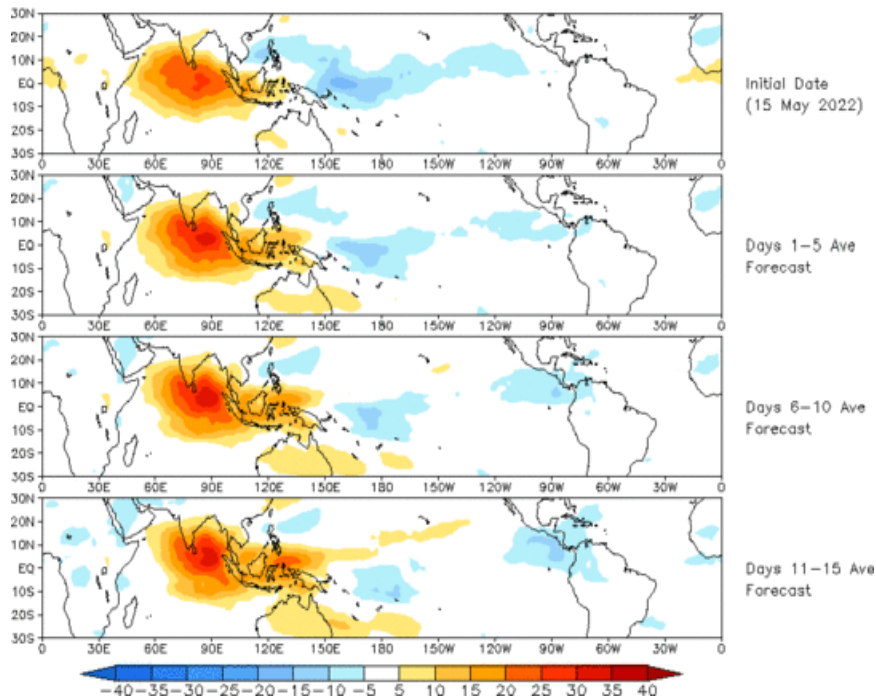 30N
20N
10N
EQ
10S
20S
30S
0 30E 60E 90E 120E 150E 180 150W 120W 90W 60W 30W 0
Initial Date
(15 May 2022)
30N
20N
10N
EQ
10S
20S
30S
0 30E 60E 90E 120E 150E 180 150W 120W 90W 60W 30W 0
Days 1-5 Ave
Forecast
30N
20N
10N
EQ
10S
20S
30S
0 30E 60E 90E 120E 150E 180 150W 120W 90W 60W 30W 0
Days 6-10 Ave
Forecast
30N
20N
10N
EQ
10S
20S
30S
0 30E 60E 90E 120E 150E 180 150W 120W 90W 60W 30W 0
Days 11-15 Ave
Forecast
-40 -35 -30 -25 -20 -15 -10 -5 5 10 15 20 25 30 35 40